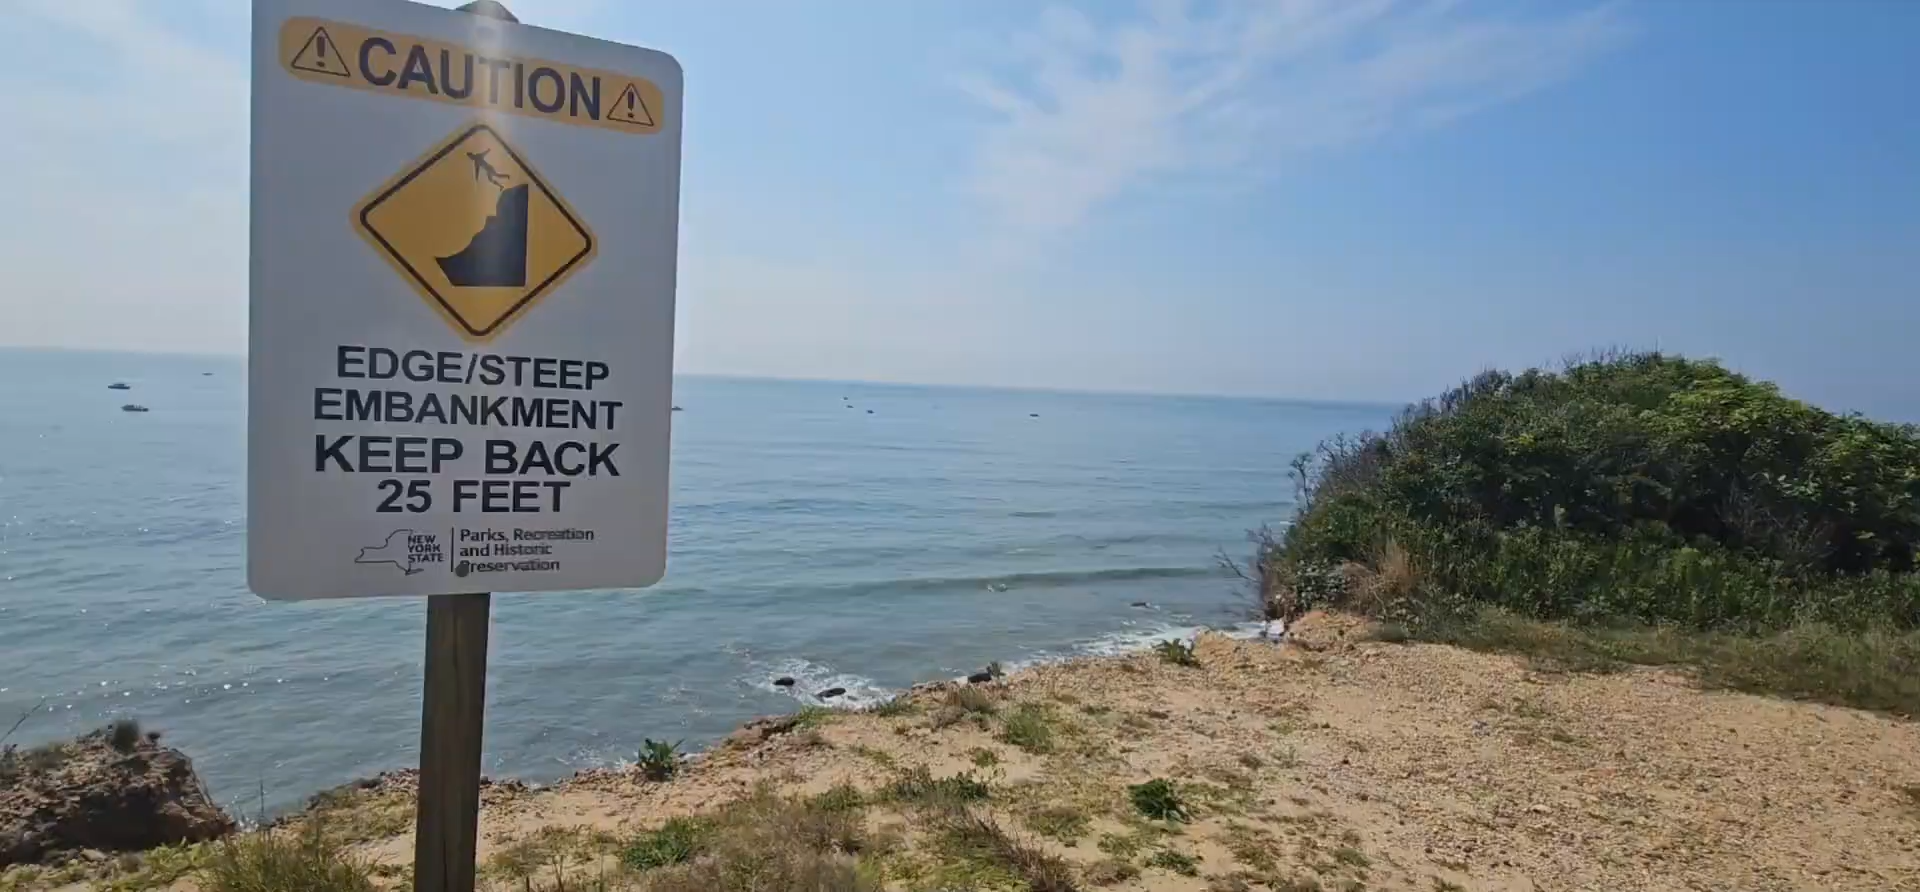 CAUTION
EDGE/STEEP
EMBANKMENT
KEEP BACK
25 FEET
NEW
YORK
STATE
Parks, Recreation
and Historic
Preservation